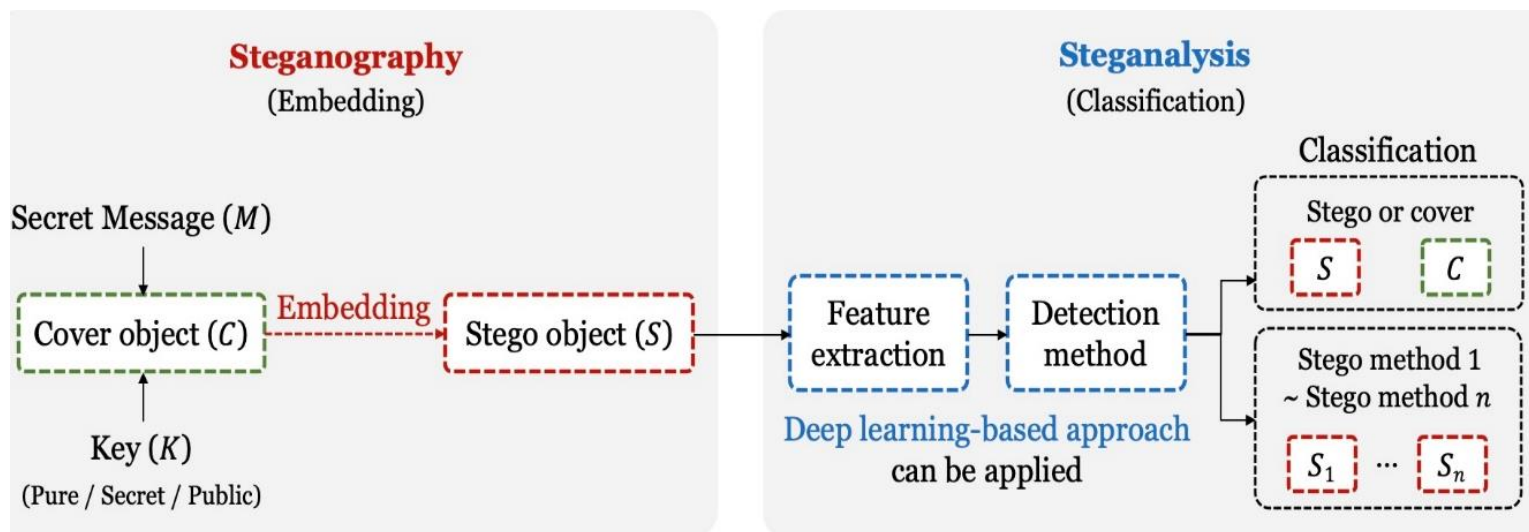 Steganography
(Embedding)
Secret Message (M)
Cover object (C)
Embedding
Stego object (S)
Key (K)
(Pure / Secret / Public)
Steganalysis
(Classification)
Feature
extraction
Detection
method
Deep learning-based approach
can be applied
Classification
Stego or cover
S
C
Stego method 1
~ Stego method n
S₁ ... Sₙ